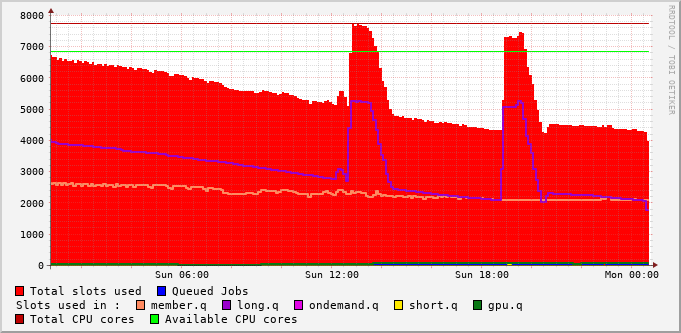 RRDTOOL / TOBI OETIKER
8000
7000
6000
5000
4000
3000
2000
1000
0
Sun 06:00 Sun 12:00 Sun 18:00 Mon 00:00
Total slots used Queued Jobs
Slots used in : member.q long.q ondemand.q short.q gpu.q
Total CPU cores Available CPU cores